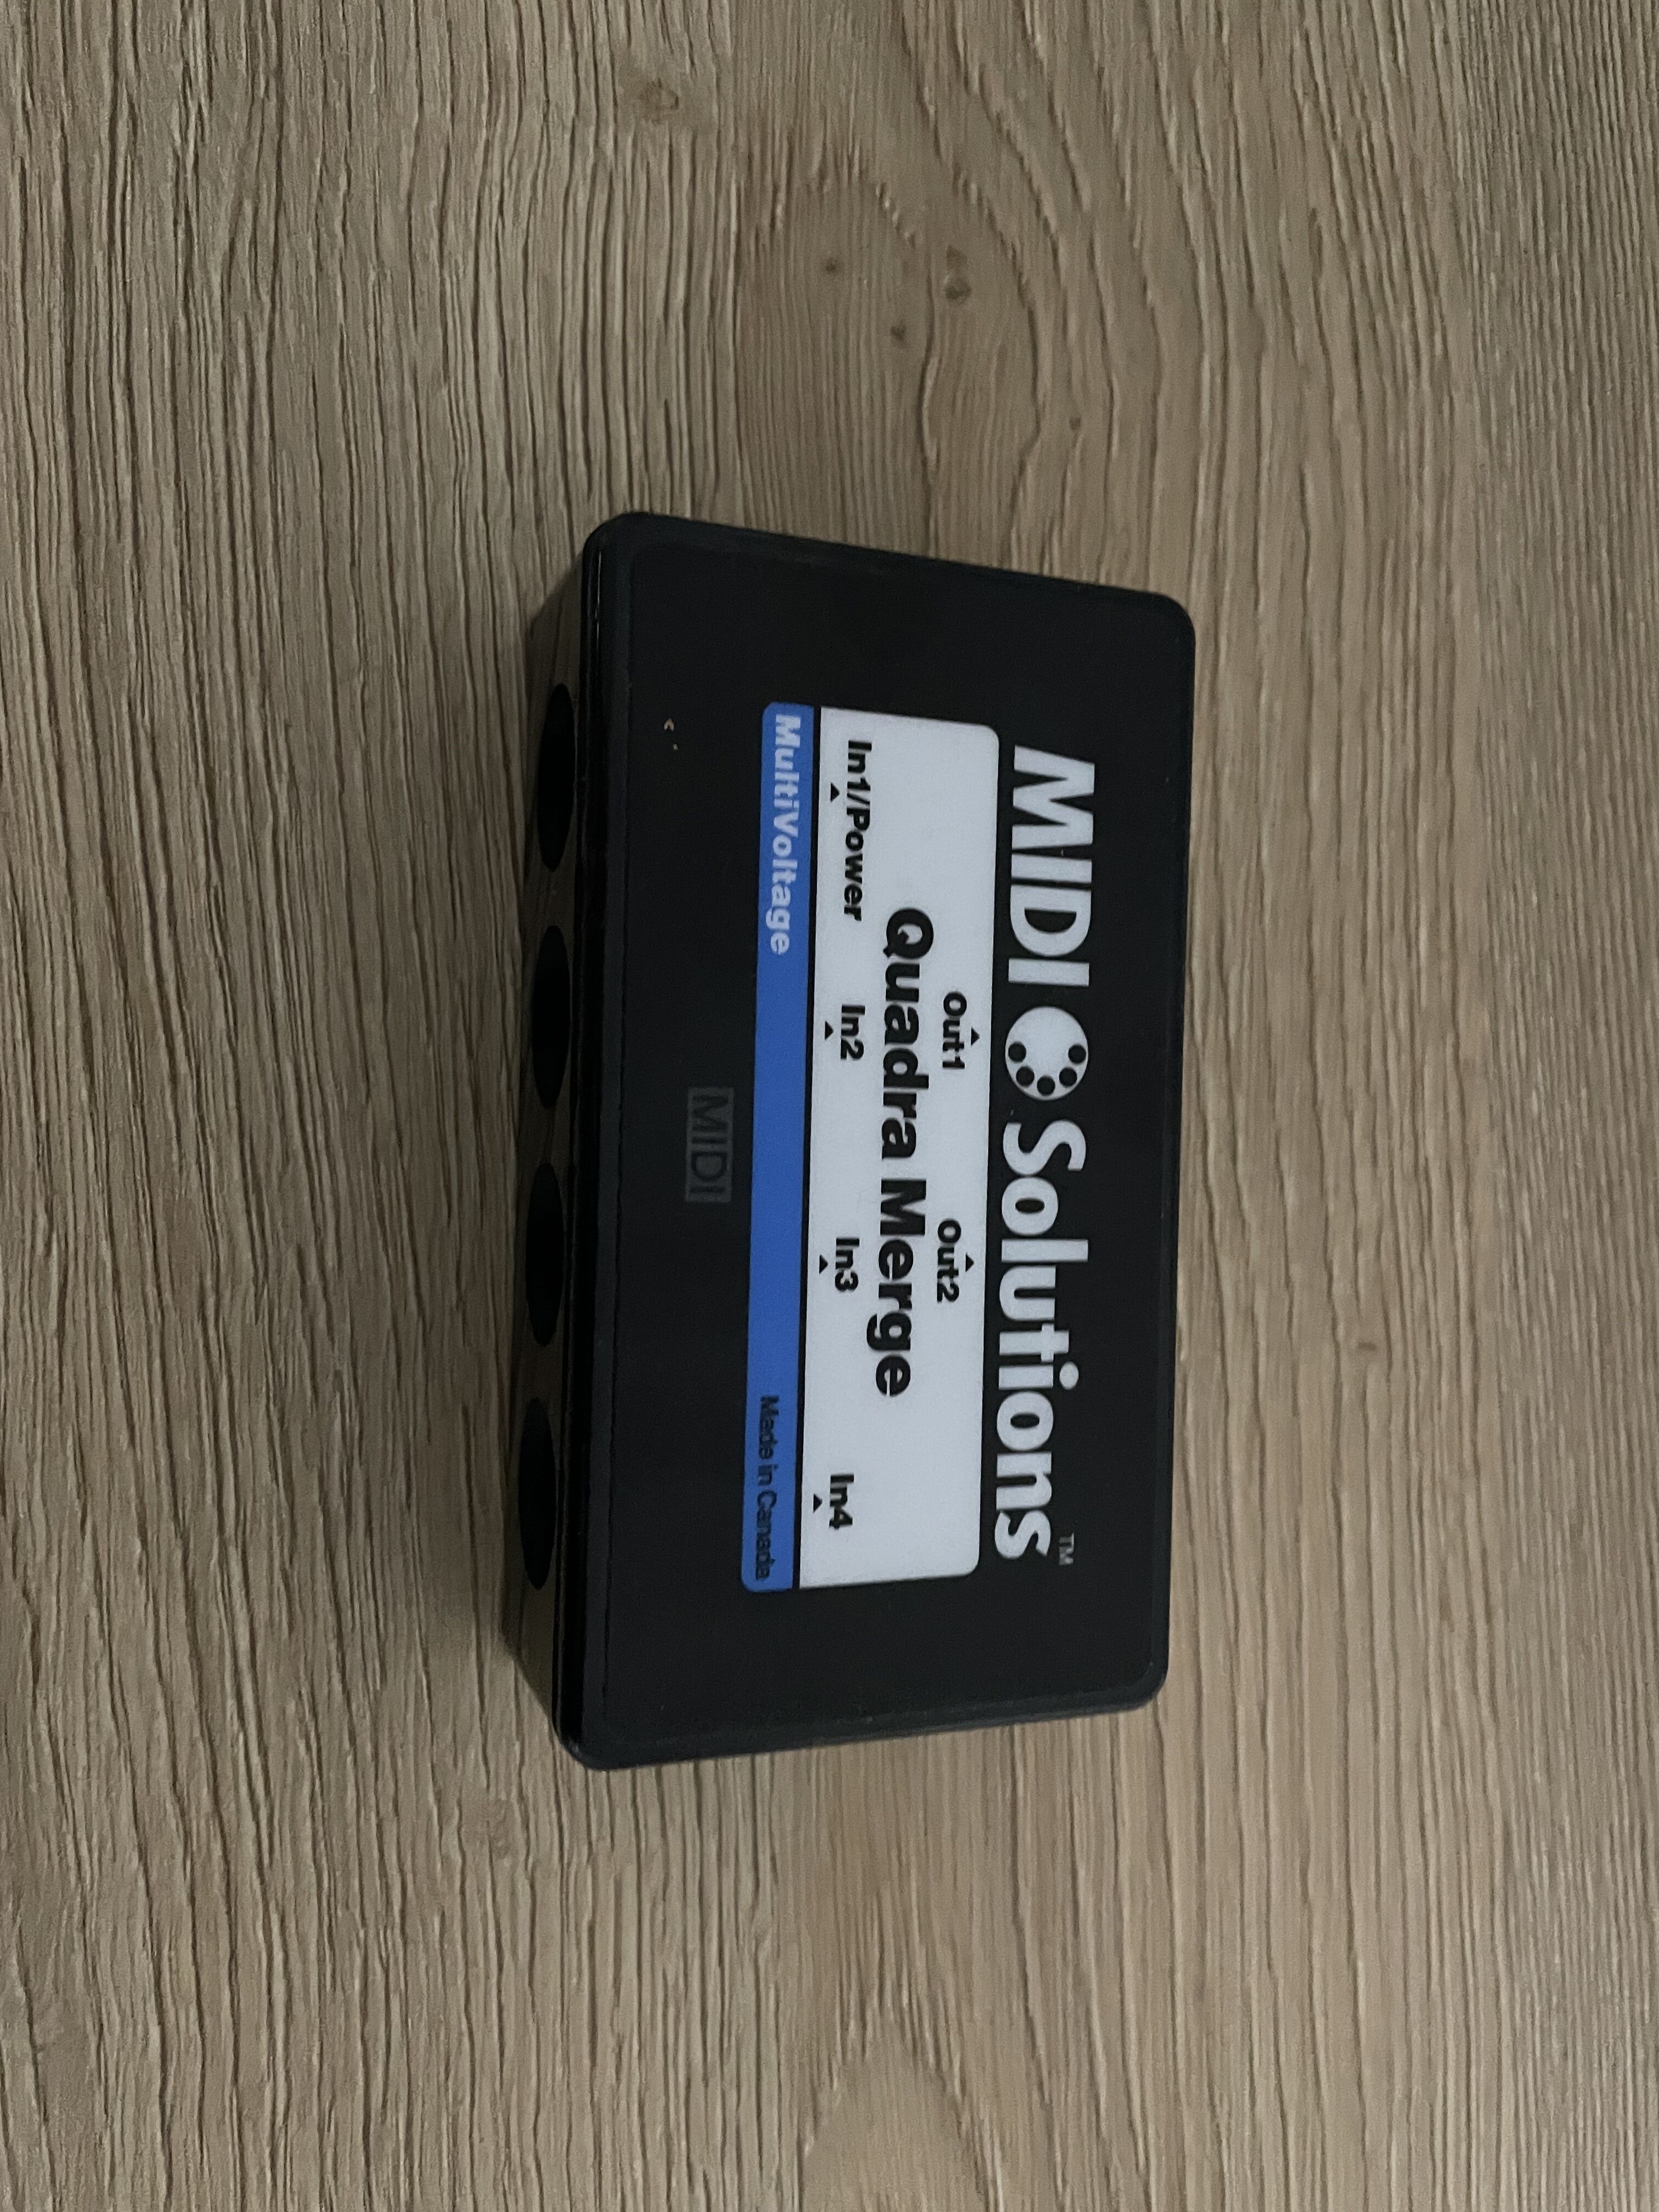 MIDI Solutions™
Out1 Out2
Quadra Merge
In1/Power In2 In3 In4
MultiVoltage Made in Canada
MIDI